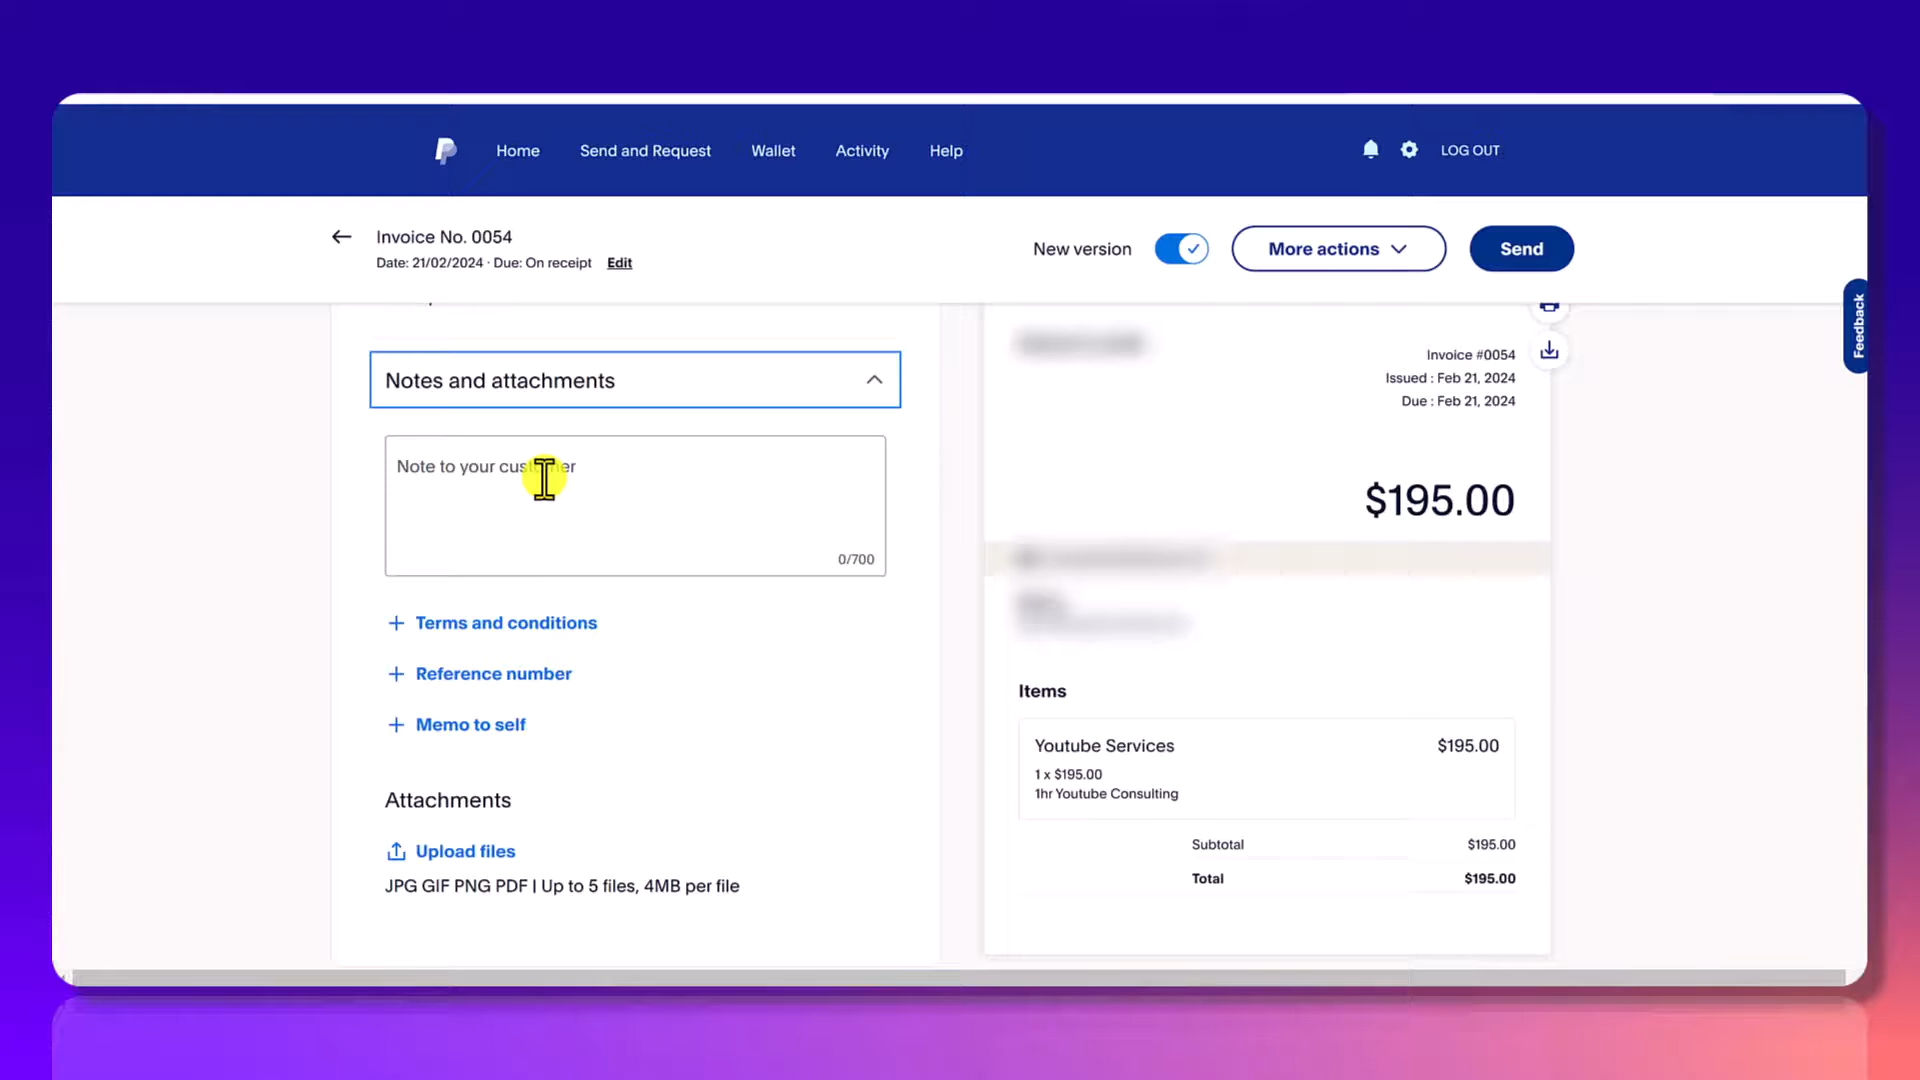 Home Send and Request Wallet Activity Help LOG OUT
Invoice No. 0054
Date: 21/02/2024 · Due: On receipt Edit
New version More actions Send
Feedback
Notes and attachments
Note to your customer
0/700
+ Terms and conditions
+ Reference number
+ Memo to self
Attachments
Upload files
JPG GIF PNG PDF | Up to 5 files, 4MB per file
Invoice #0054
Issued : Feb 21, 2024
Due : Feb 21, 2024
$195.00
Items
Youtube Services $195.00
1 x $195.00
1hr Youtube Consulting
Subtotal $195.00
Total $195.00